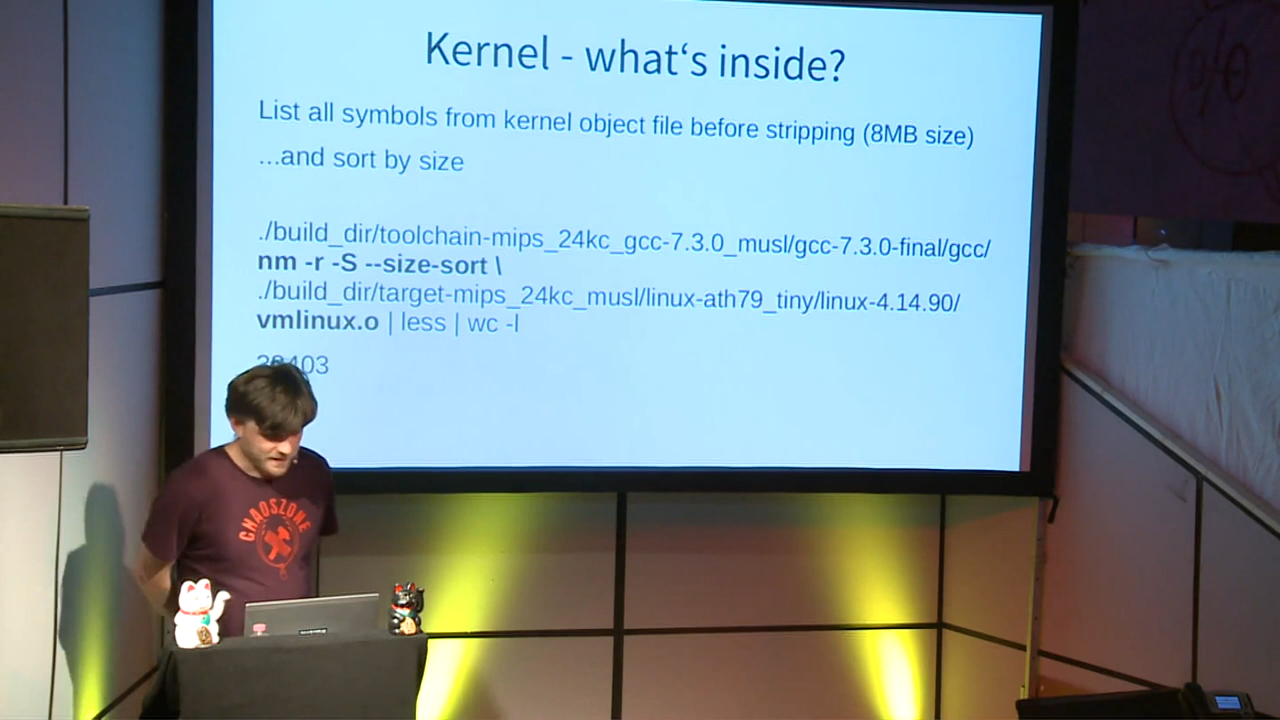 Kernel - what‘s inside?
List all symbols from kernel object file before stripping (8MB size)
...and sort by size
./build_dir/toolchain-mips_24kc_gcc-7.3.0_musl/gcc-7.3.0-final/gcc/
nm -r -S --size-sort \
./build_dir/target-mips_24kc_musl/linux-ath79_tiny/linux-4.14.90/
vmlinux.o | less | wc -l
CHAOSZONE